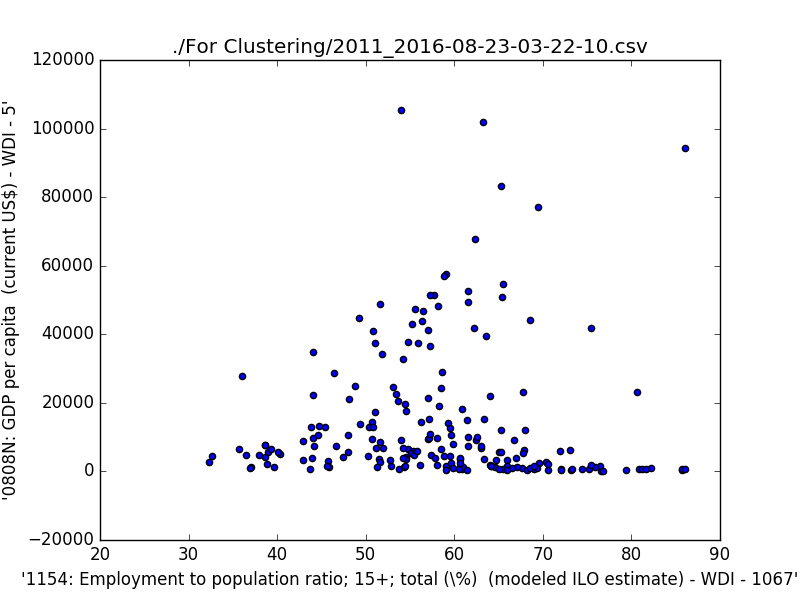 ./For Clustering/2011_2016-08-23-03-22-10.csv
120000
100000
80000
60000
40000
20000
0
−20000
'0808N: GDP per capita  (current US$) - WDI - 5'
20 30 40 50 60 70 80 90
'1154: Employment to population ratio; 15+; total (\%)  (modeled ILO estimate) - WDI - 1067'